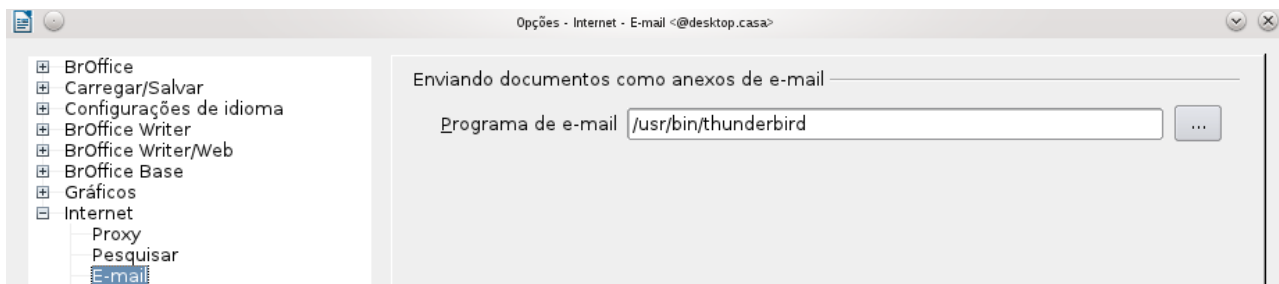 Opções - Internet - E-mail <@desktop.casa>
BrOffice
Carregar/Salvar
Configurações de idioma
BrOffice Writer
BrOffice Writer/Web
BrOffice Base
Gráficos
Internet
Proxy
Pesquisar
E-mail
Enviando documentos como anexos de e-mail
Programa de e-mail /usr/bin/thunderbird ...